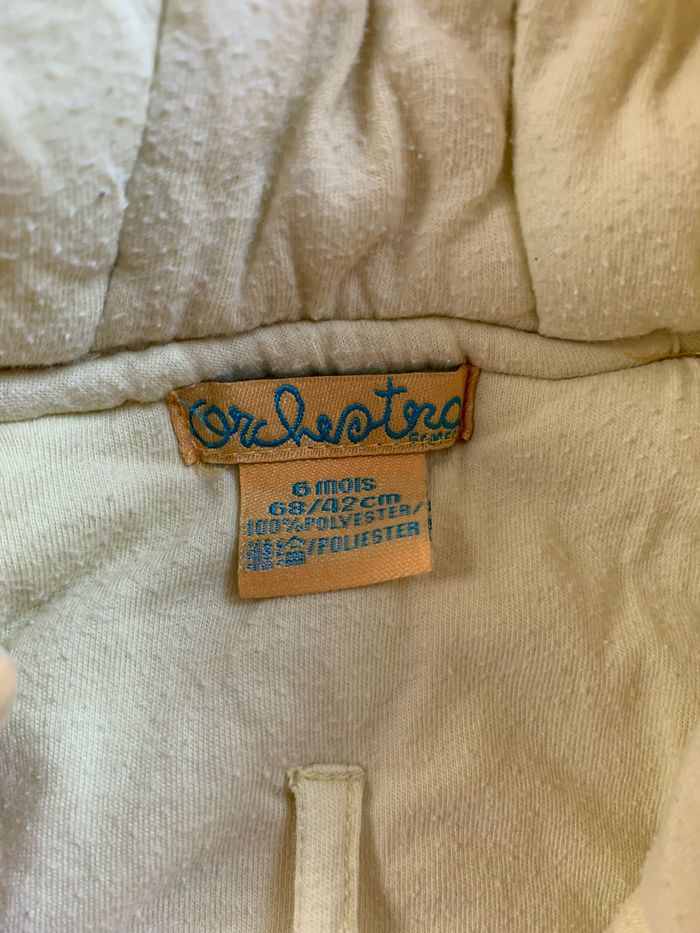 Orchestra
6 MOIS
68/42cm
100%POLYESTER/
/POLIESTER